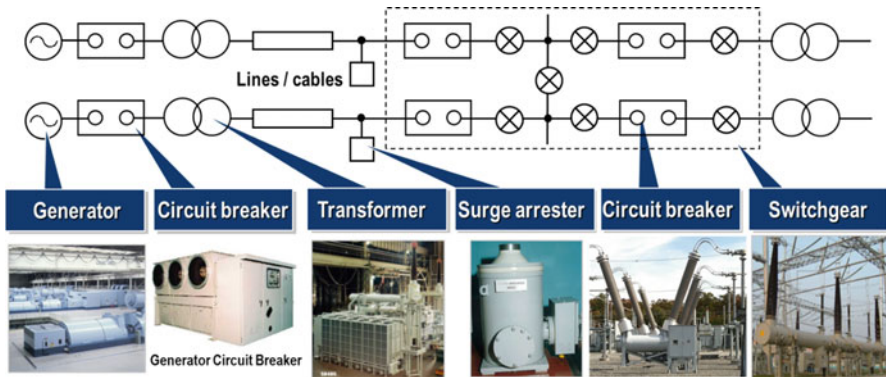 Lines / cables
Generator
Circuit breaker
Transformer
Surge arrester
Circuit breaker
Switchgear
Generator Circuit Breaker